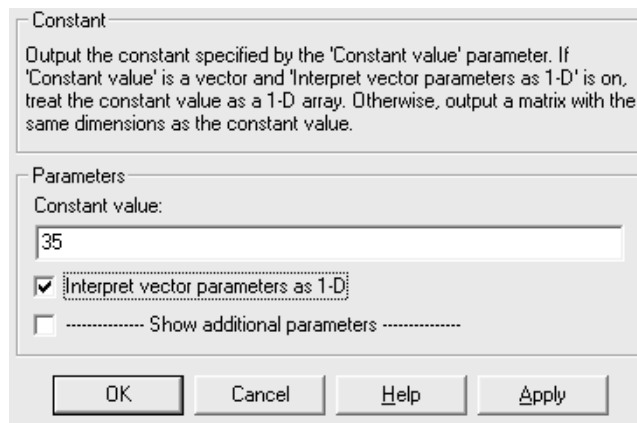 Constant
Output the constant specified by the 'Constant value' parameter. If
'Constant value' is a vector and 'Interpret vector parameters as 1-D' is on,
treat the constant value as a 1-D array. Otherwise, output a matrix with the
same dimensions as the constant value.
Parameters
Constant value:
35
Interpret vector parameters as 1-D
-------------- Show additional parameters --------------
OK Cancel Help Apply